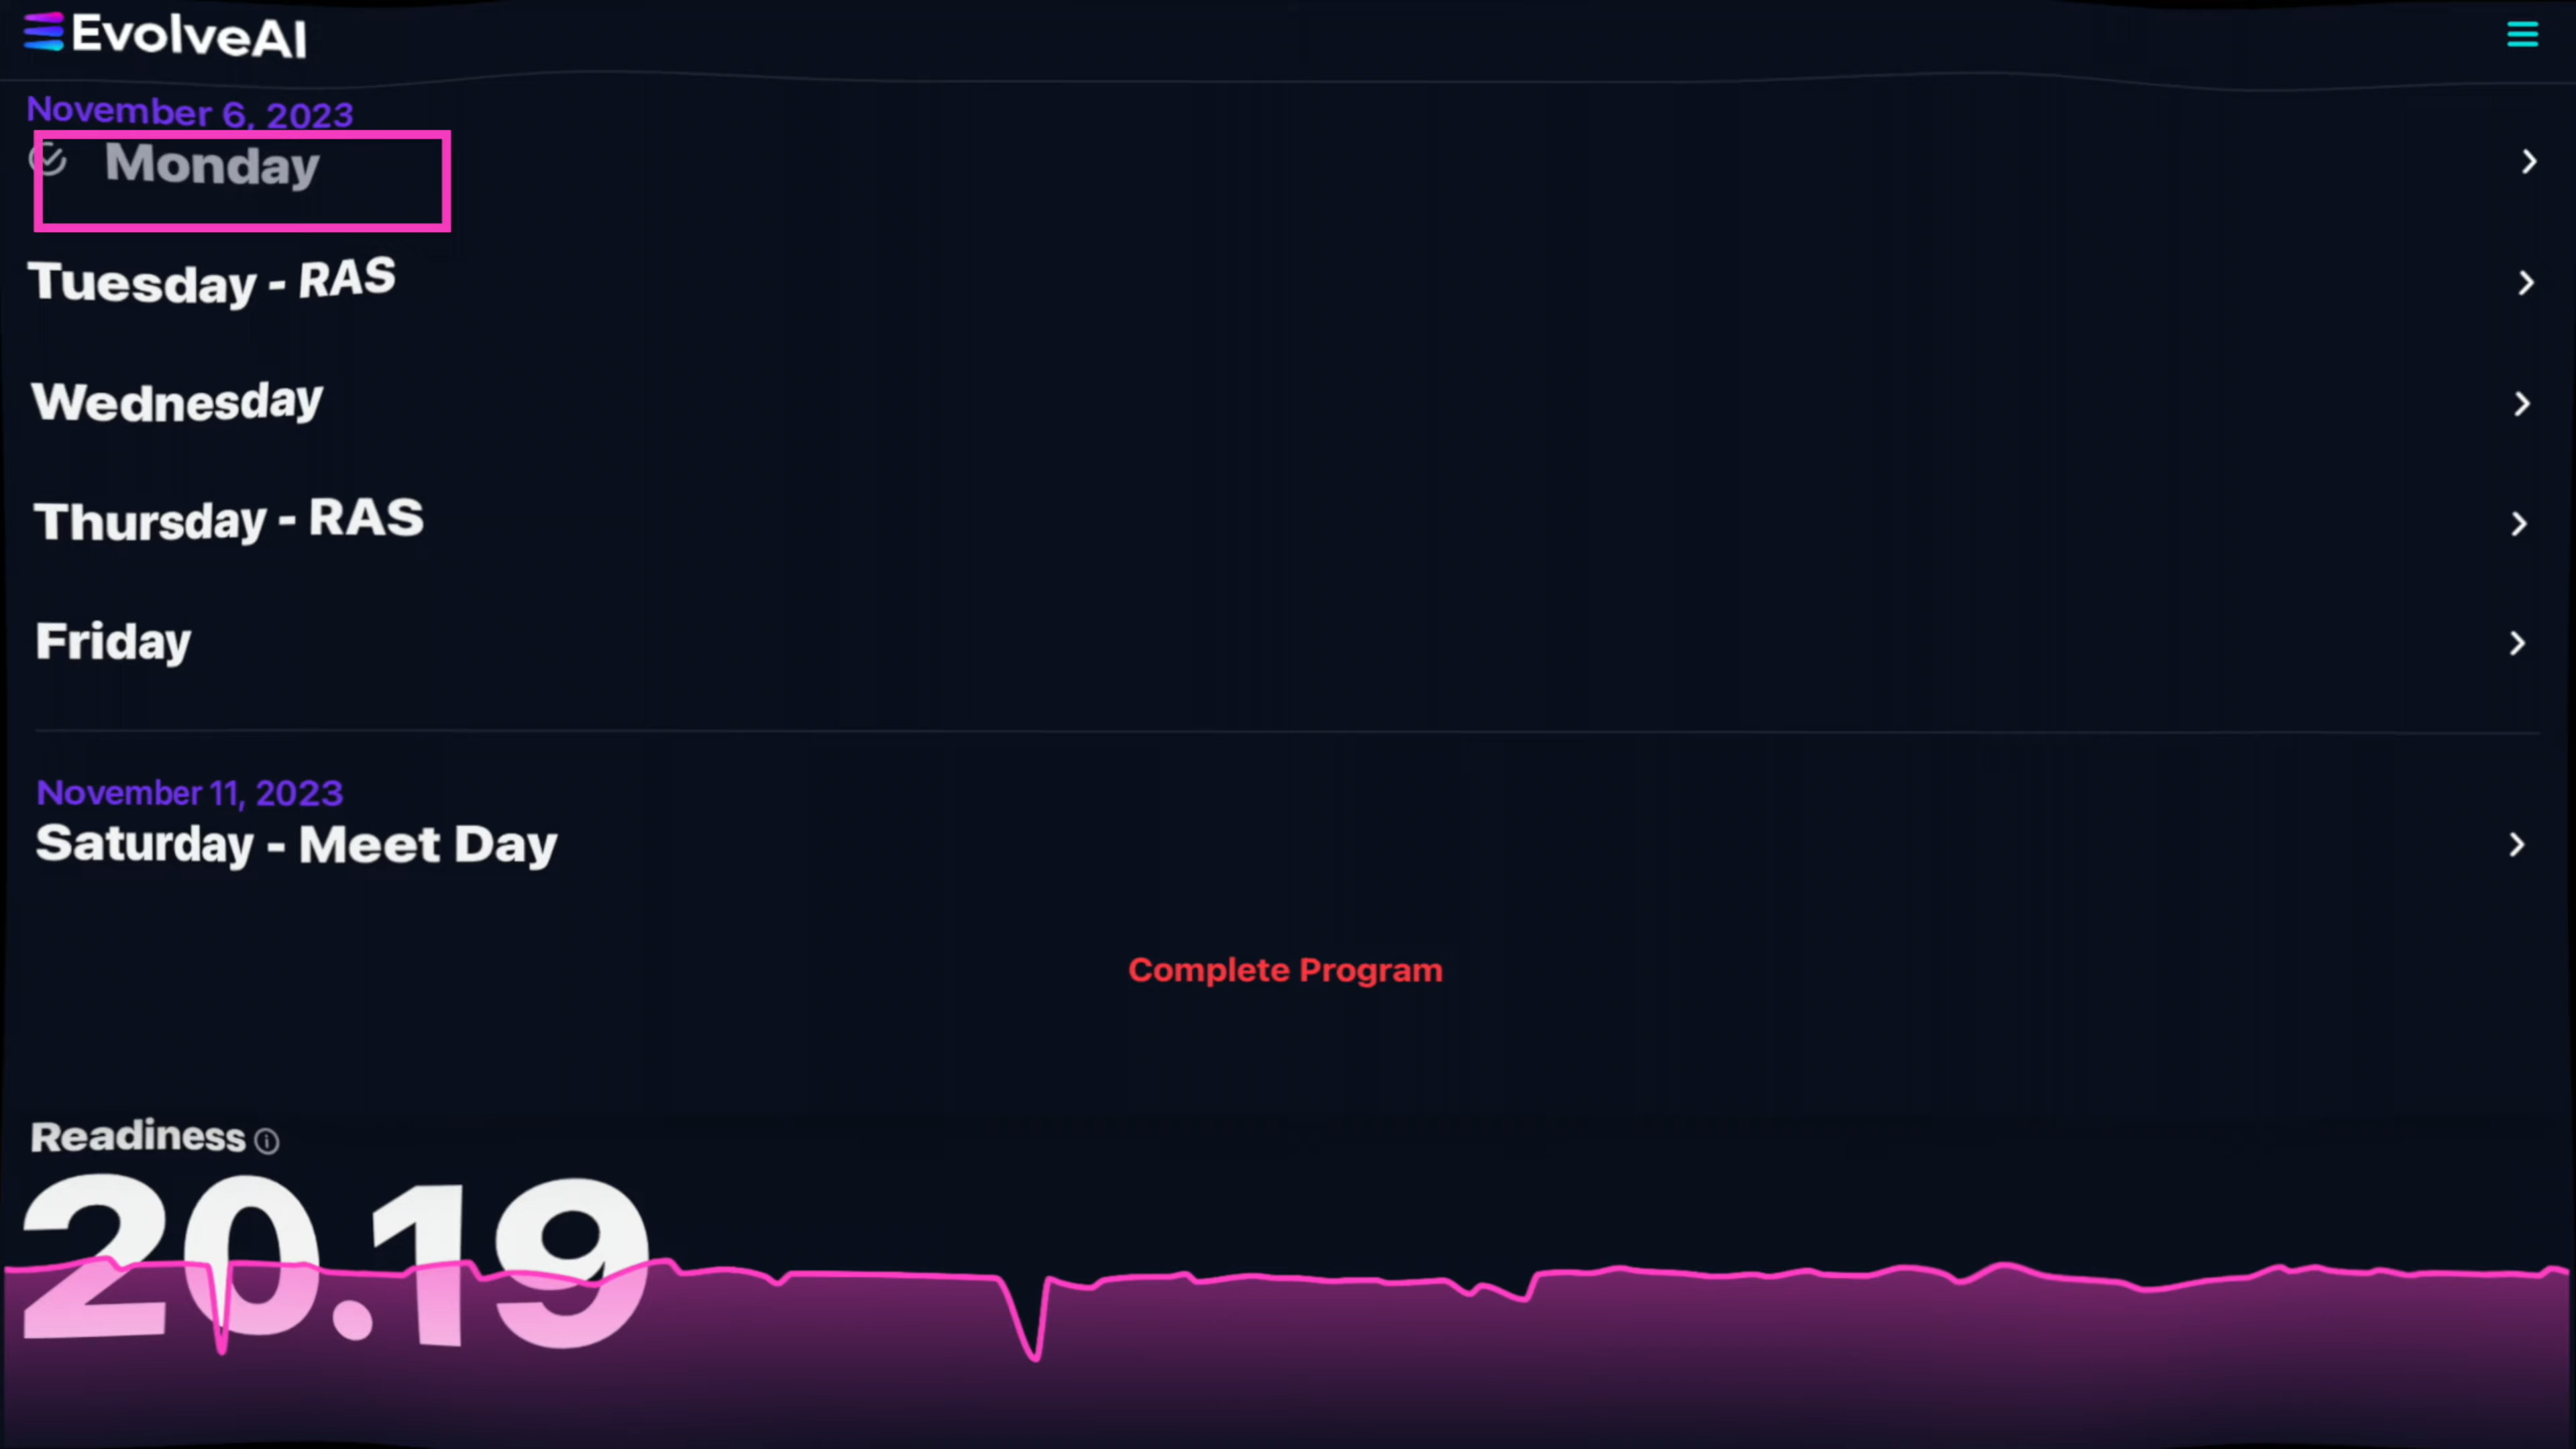 EvolveAI
November 6, 2023
Monday
Tuesday - RAS
Wednesday
Thursday - RAS
Friday
November 11, 2023
Saturday - Meet Day
Complete Program
Readiness
20.19